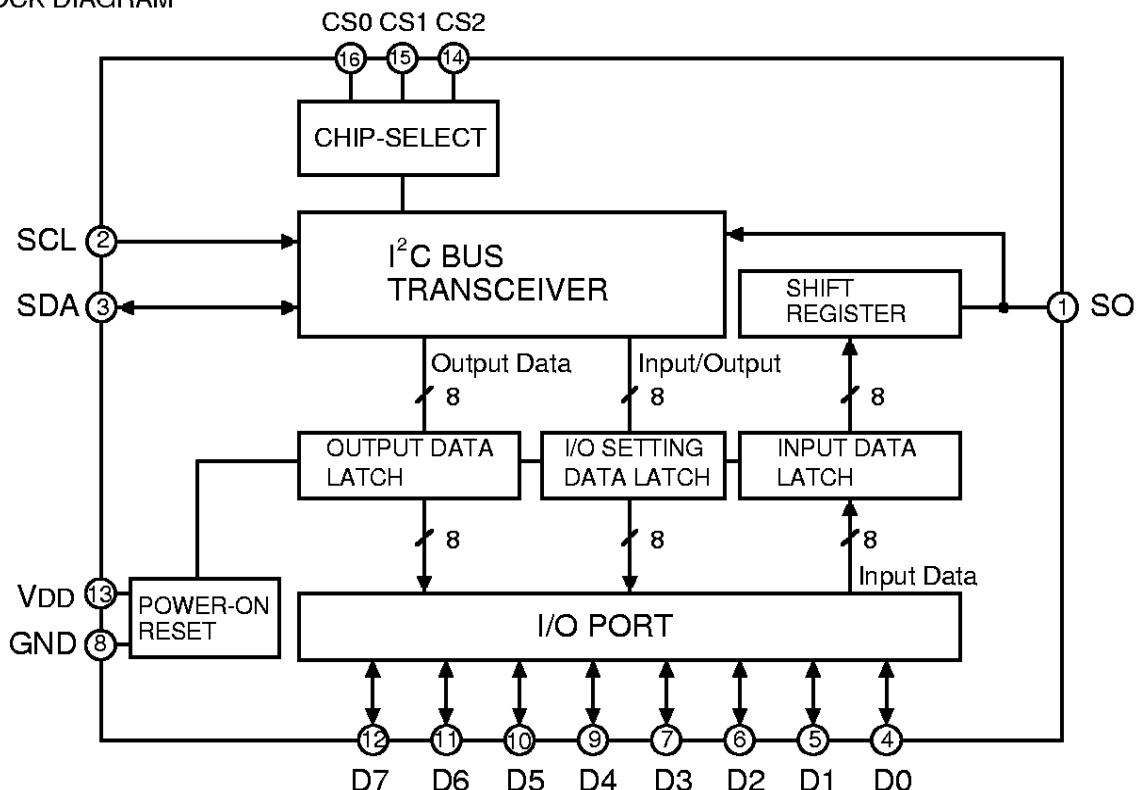 BLOCK DIAGRAM
CS0 CS1 CS2
16 15 14
CHIP-SELECT
SCL 2
I²C BUS
TRANSCEIVER
SDA 3
SHIFT
REGISTER
1 SO
Output Data
Input/Output
8 8 8
OUTPUT DATA
LATCH
I/O SETTING
DATA LATCH
INPUT DATA
LATCH
8 8 8
Input Data
VDD 13
GND 8
POWER-ON
RESET
I/O PORT
12 11 10 9 7 6 5 4
D7 D6 D5 D4 D3 D2 D1 D0